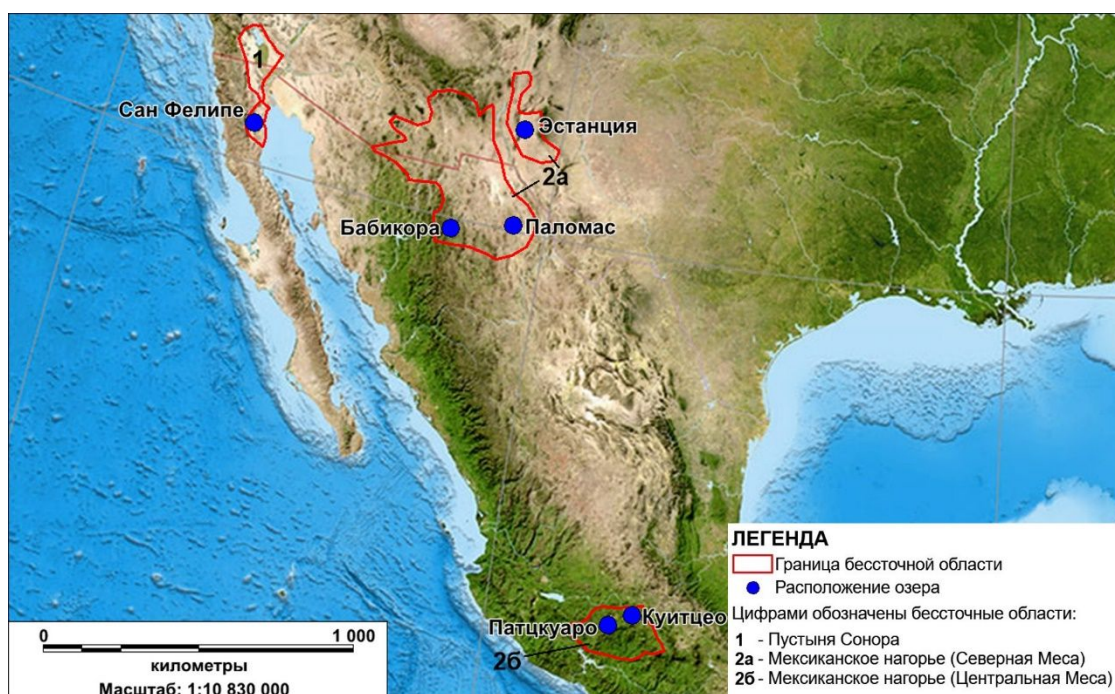 1
Сан Фелипе
Эстанция
2а
Бабикора
Паломас
Патцкуаро
Куитцео
2б
0 1 000
километры
Масштаб: 1:10 830 000
ЛЕГЕНДА
Граница бессточной области
Расположение озера
Цифрами обозначены бессточные области:
1 - Пустыня Сонора
2а - Мексиканское нагорье (Северная Меса)
2б - Мексиканское нагорье (Центральная Меса)